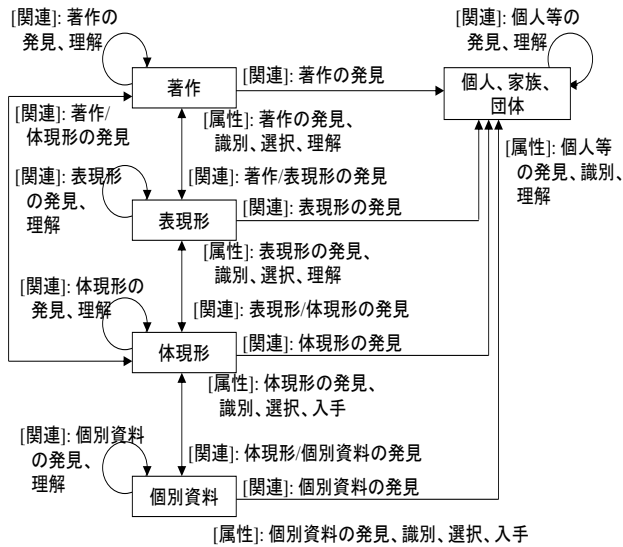 [関連]: 著作の
発見、理解
[関連]: 個人等の
発見、理解
著作
[関連]: 著作の発見
個人、家族、
団体
[関連]: 著作/
体現形の発見
[属性]: 著作の発見、
識別、選択、理解
[属性]: 個人等
の発見、識別、
理解
[関連]: 表現形
の発見、
理解
[関連]: 著作/表現形の発見
表現形
[関連]: 表現形の発見
[属性]: 表現形の発見、
識別、選択、理解
[関連]: 体現形の
発見、理解
[関連]: 表現形/体現形の発見
体現形
[関連]: 体現形の発見
[属性]: 体現形の発見、
識別、選択、入手
[関連]: 個別資料
の発見、
理解
[関連]: 体現形/個別資料の発見
個別資料
[関連]: 個別資料の発見
[属性]: 個別資料の発見、識別、選択、入手